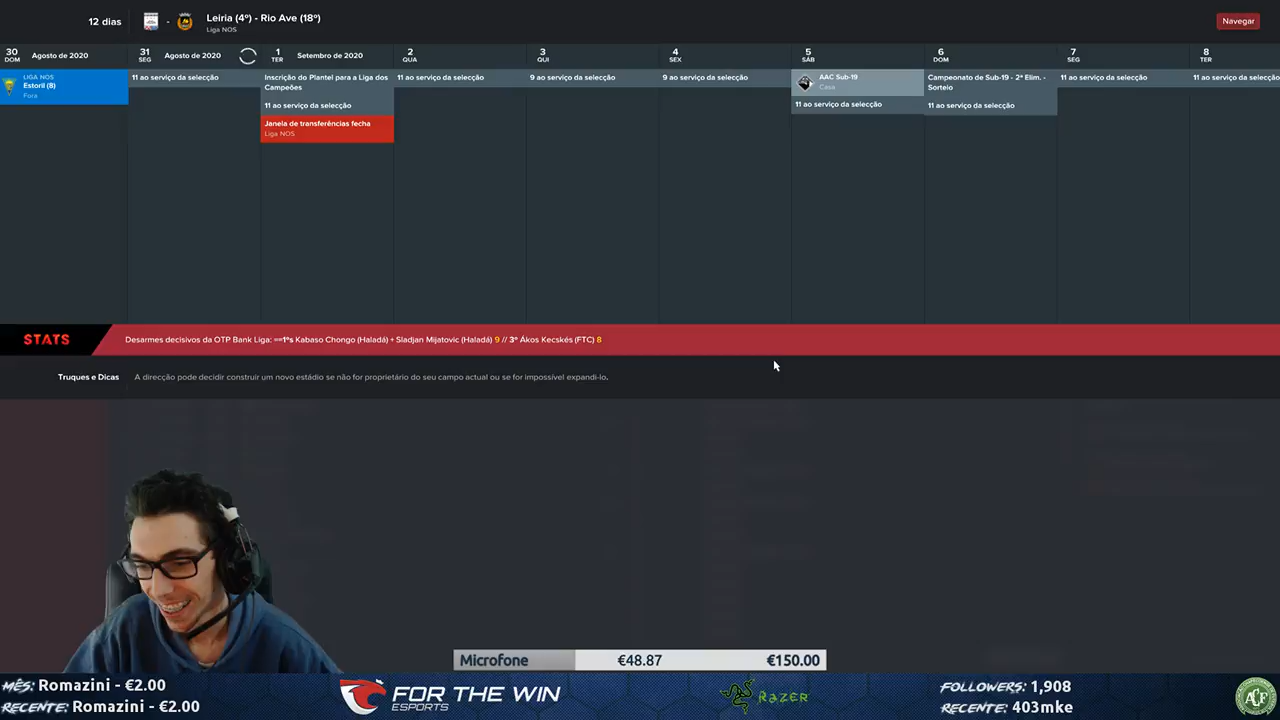 12 dias
Leiria (4º) - Rio Ave (18º)
Liga NOS
Navegar
30 DOM Agosto de 2020
31 SEG Agosto de 2020
1 TER Setembro de 2020
2 QUA
3 QUI
4 SEX
5 SÁB
6 DOM
7 SEG
8 TER
LIGA NOS
Estoril (8)
Fora
11 ao serviço da selecção
Inscrição do Plantel para a Liga dos
Campeões
11 ao serviço da selecção
Janela de transferências fecha
Liga NOS
11 ao serviço da selecção
9 ao serviço da selecção
9 ao serviço da selecção
AAC Sub-19
Casa
11 ao serviço da selecção
Campeonato de Sub-19 - 2ª Elim. -
Sorteio
11 ao serviço da selecção
11 ao serviço da selecção
11 ao serviço da selecção
STATS
Desarmes decisivos da OTP Bank Liga: ==1ºs Kabaso Chongo (Haladá) + Sladjan Mijatovic (Haladá) 9 // 3º Ákos Kecskés (FTC) 8
Truques e Dicas
A direcção pode decidir construir um novo estádio se não for proprietário do seu campo actual ou se for impossível expandi-lo.
Microfone €48.87 €150.00
MÊS: Romazini - €2.00
RECENTE: Romazini - €2.00
FOR THE WIN
ESPORTS
RAZER
FOLLOWERS: 1,908
RECENTE: 403mke
ACF